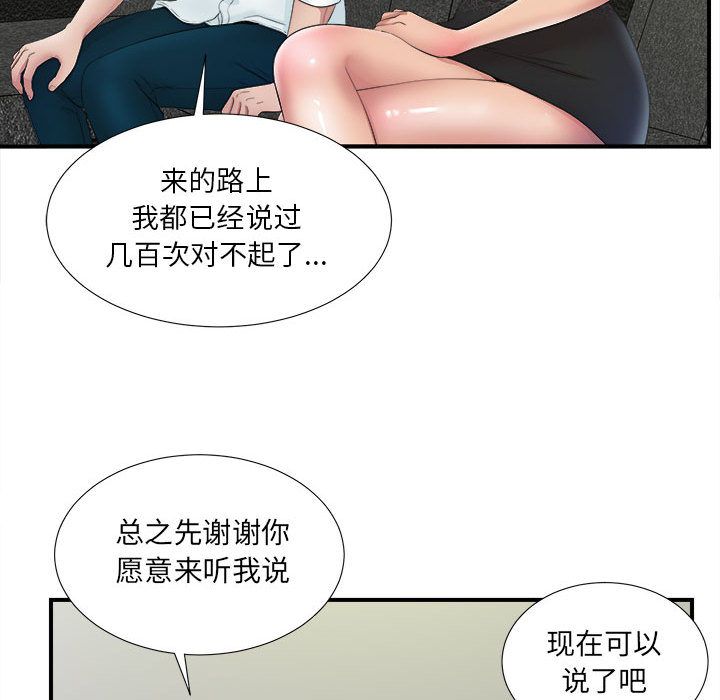 来的路上
我都已经说过
几百次对不起了...
总之先谢谢你
愿意来听我说
现在可以
说了吧